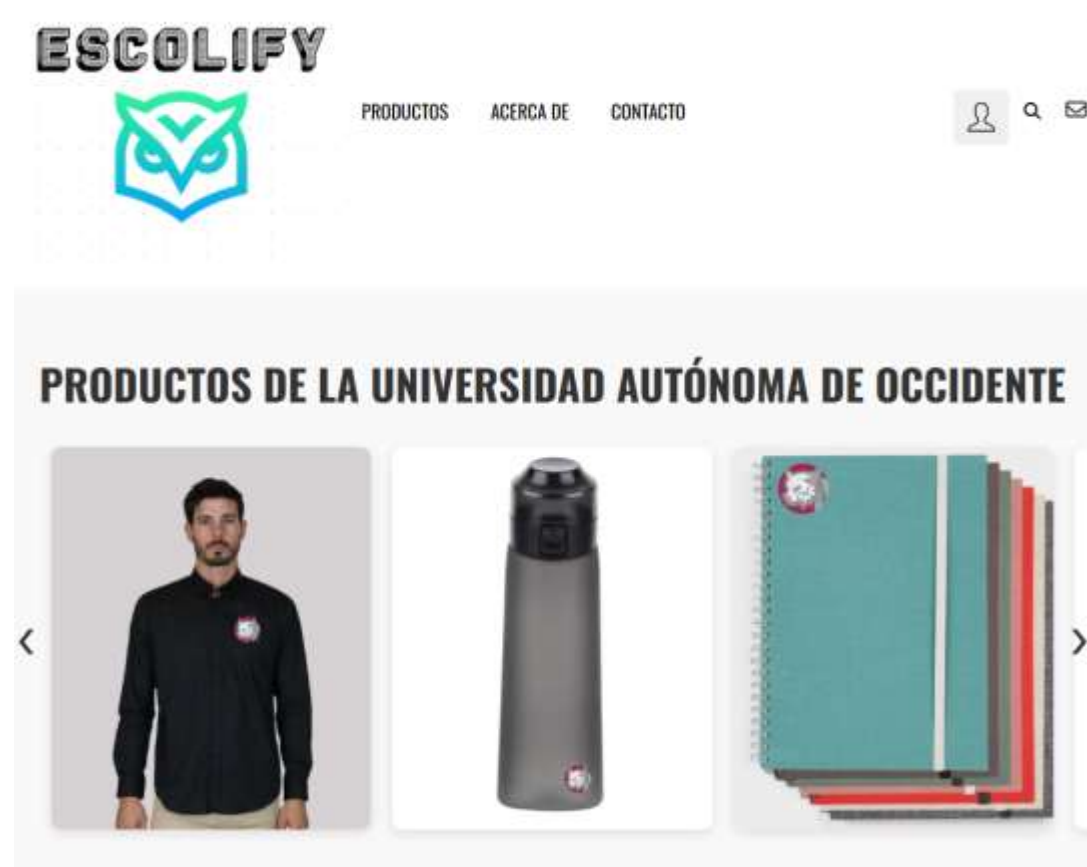 ESCOLIFY
PRODUCTOS ACERCA DE CONTACTO
PRODUCTOS DE LA UNIVERSIDAD AUTÓNOMA DE OCCIDENTE